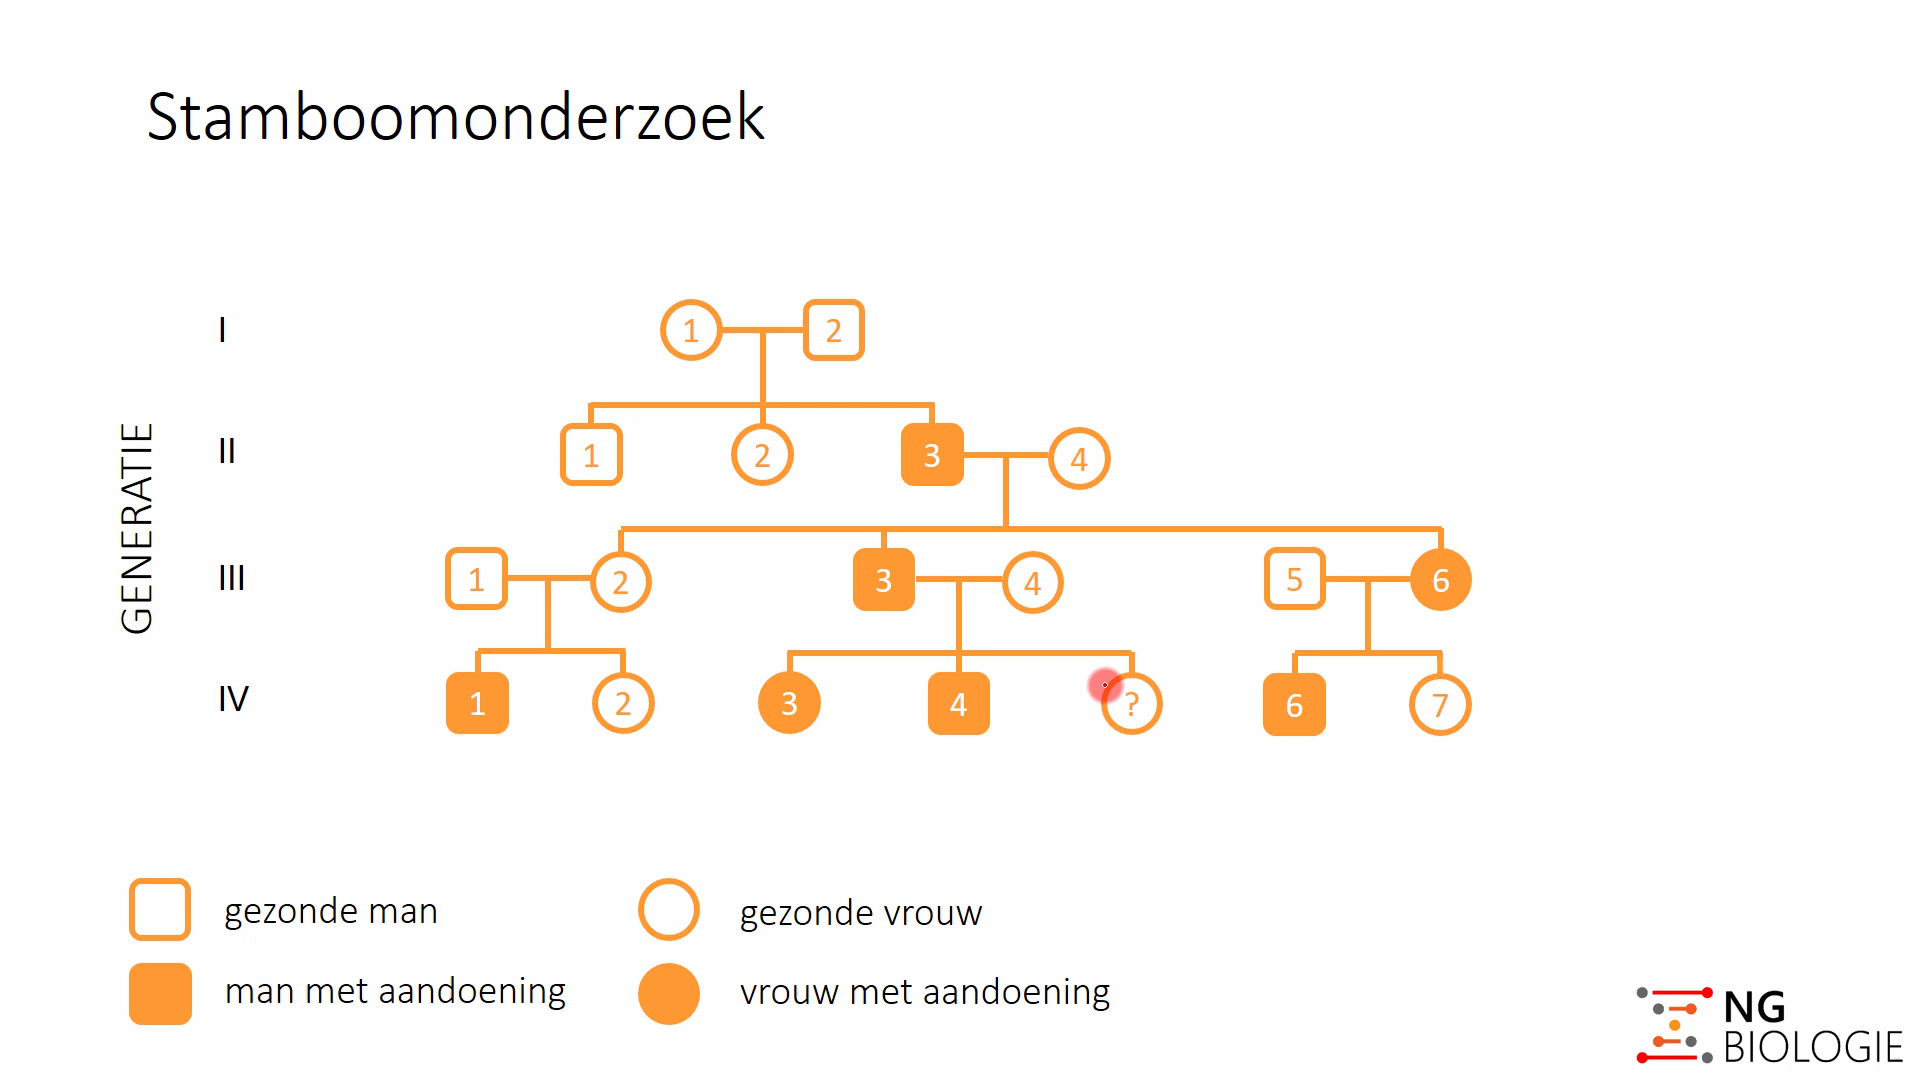 Stamboomonderzoek
GENERATIE
I
1 2
II
1 2 3 4
III
1 2 3 4 5 6
IV
1 2 3 4 ? 6 7
gezonde man
gezonde vrouw
man met aandoening
vrouw met aandoening
NG
BIOLOGIE